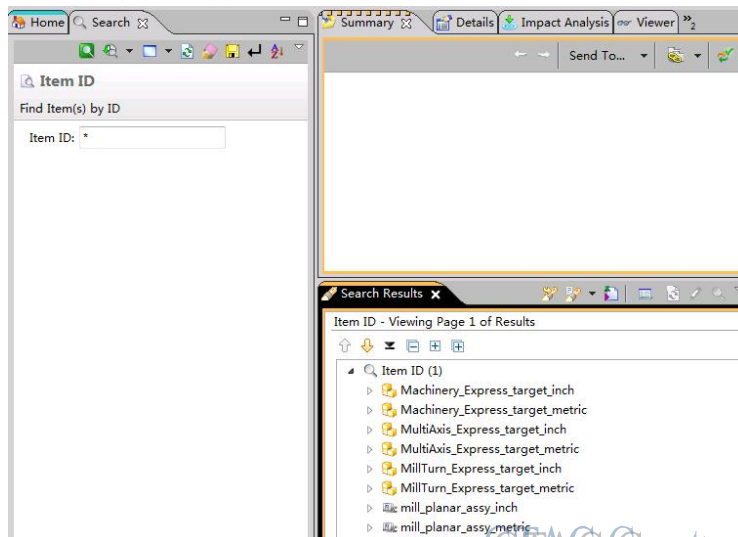 Home
Search
Item ID
Find Item(s) by ID
Item ID: *
Summary
Details
Impact Analysis
Viewer
»2
Send To...
Search Results
Item ID - Viewing Page 1 of Results
Item ID (1)
Machinery_Express_target_inch
Machinery_Express_target_metric
MultiAxis_Express_target_inch
MultiAxis_Express_target_metric
MillTurn_Express_target_inch
MillTurn_Express_target_metric
mill_planar_assy_inch
mill_planar_assy_metric